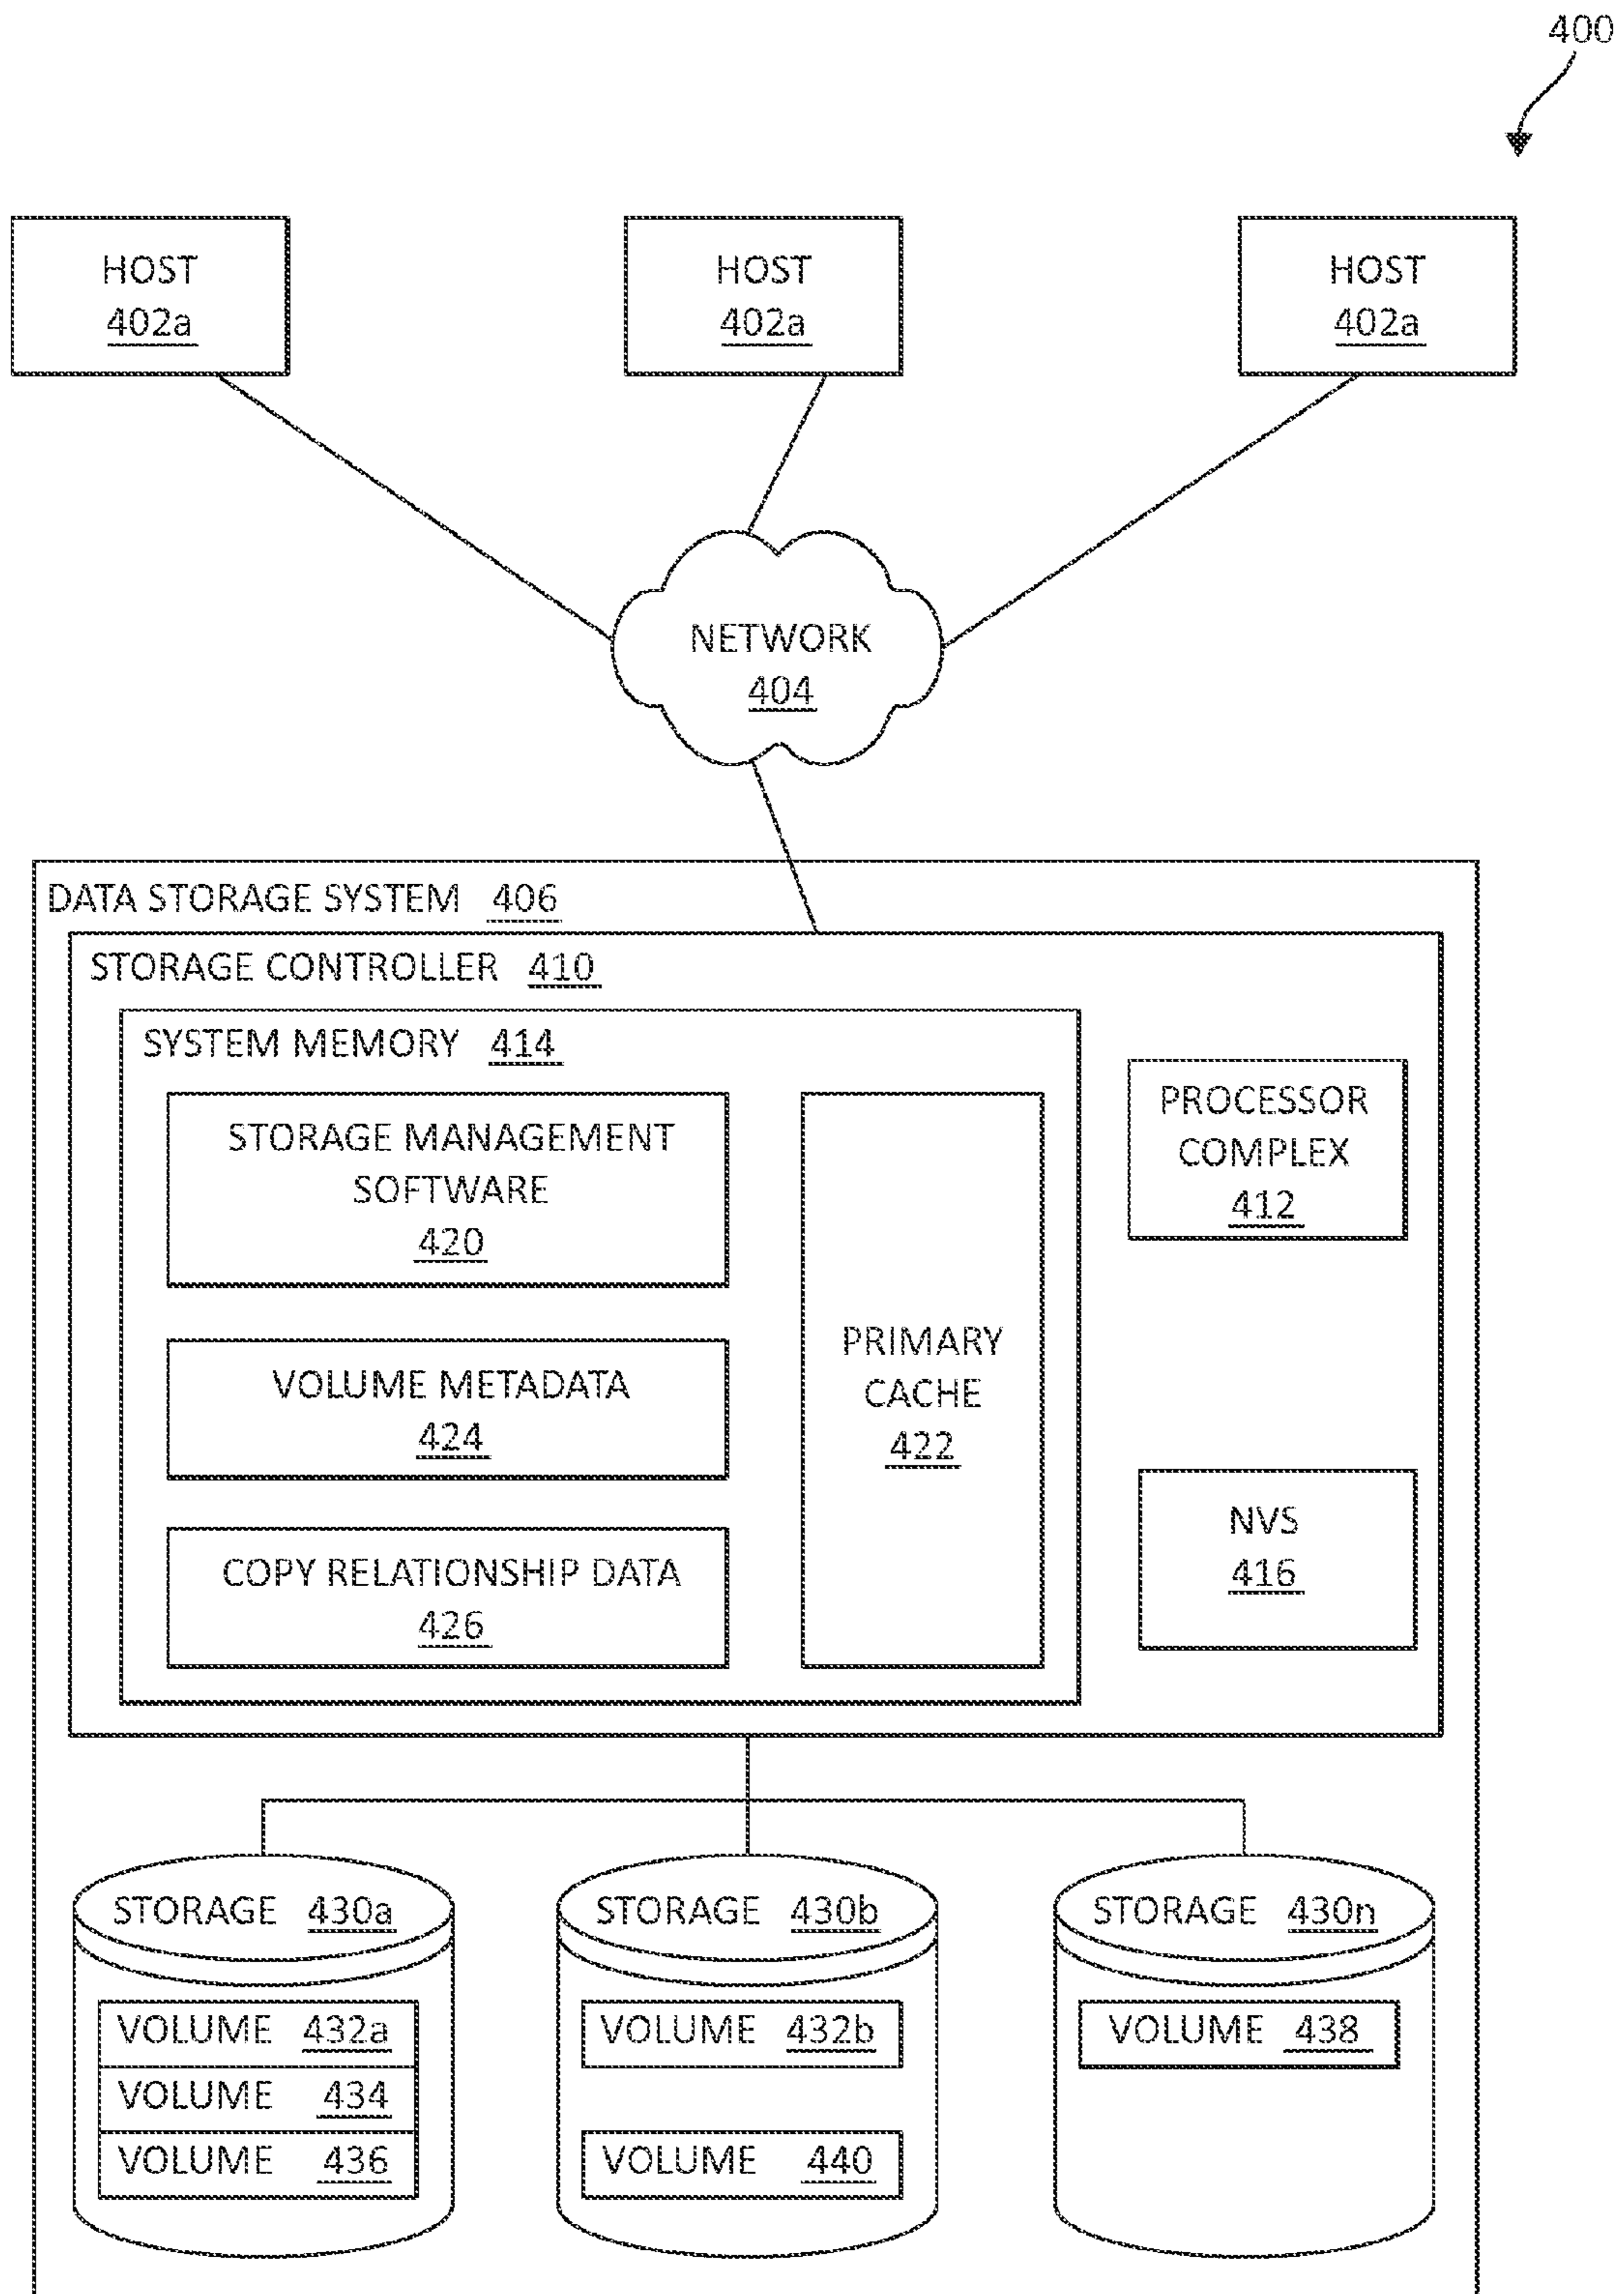 400
HOST
402a
HOST
402a
HOST
402a
NETWORK
404
DATA STORAGE SYSTEM 406
STORAGE CONTROLLER 410
SYSTEM MEMORY 414
STORAGE MANAGEMENT
SOFTWARE
420
VOLUME METADATA
424
COPY RELATIONSHIP DATA
426
PRIMARY
CACHE
422
PROCESSOR
COMPLEX
412
NVS
416
STORAGE 430a
VOLUME 432a
VOLUME 434
VOLUME 436
STORAGE 430b
VOLUME 432b
VOLUME 440
STORAGE 430n
VOLUME 438